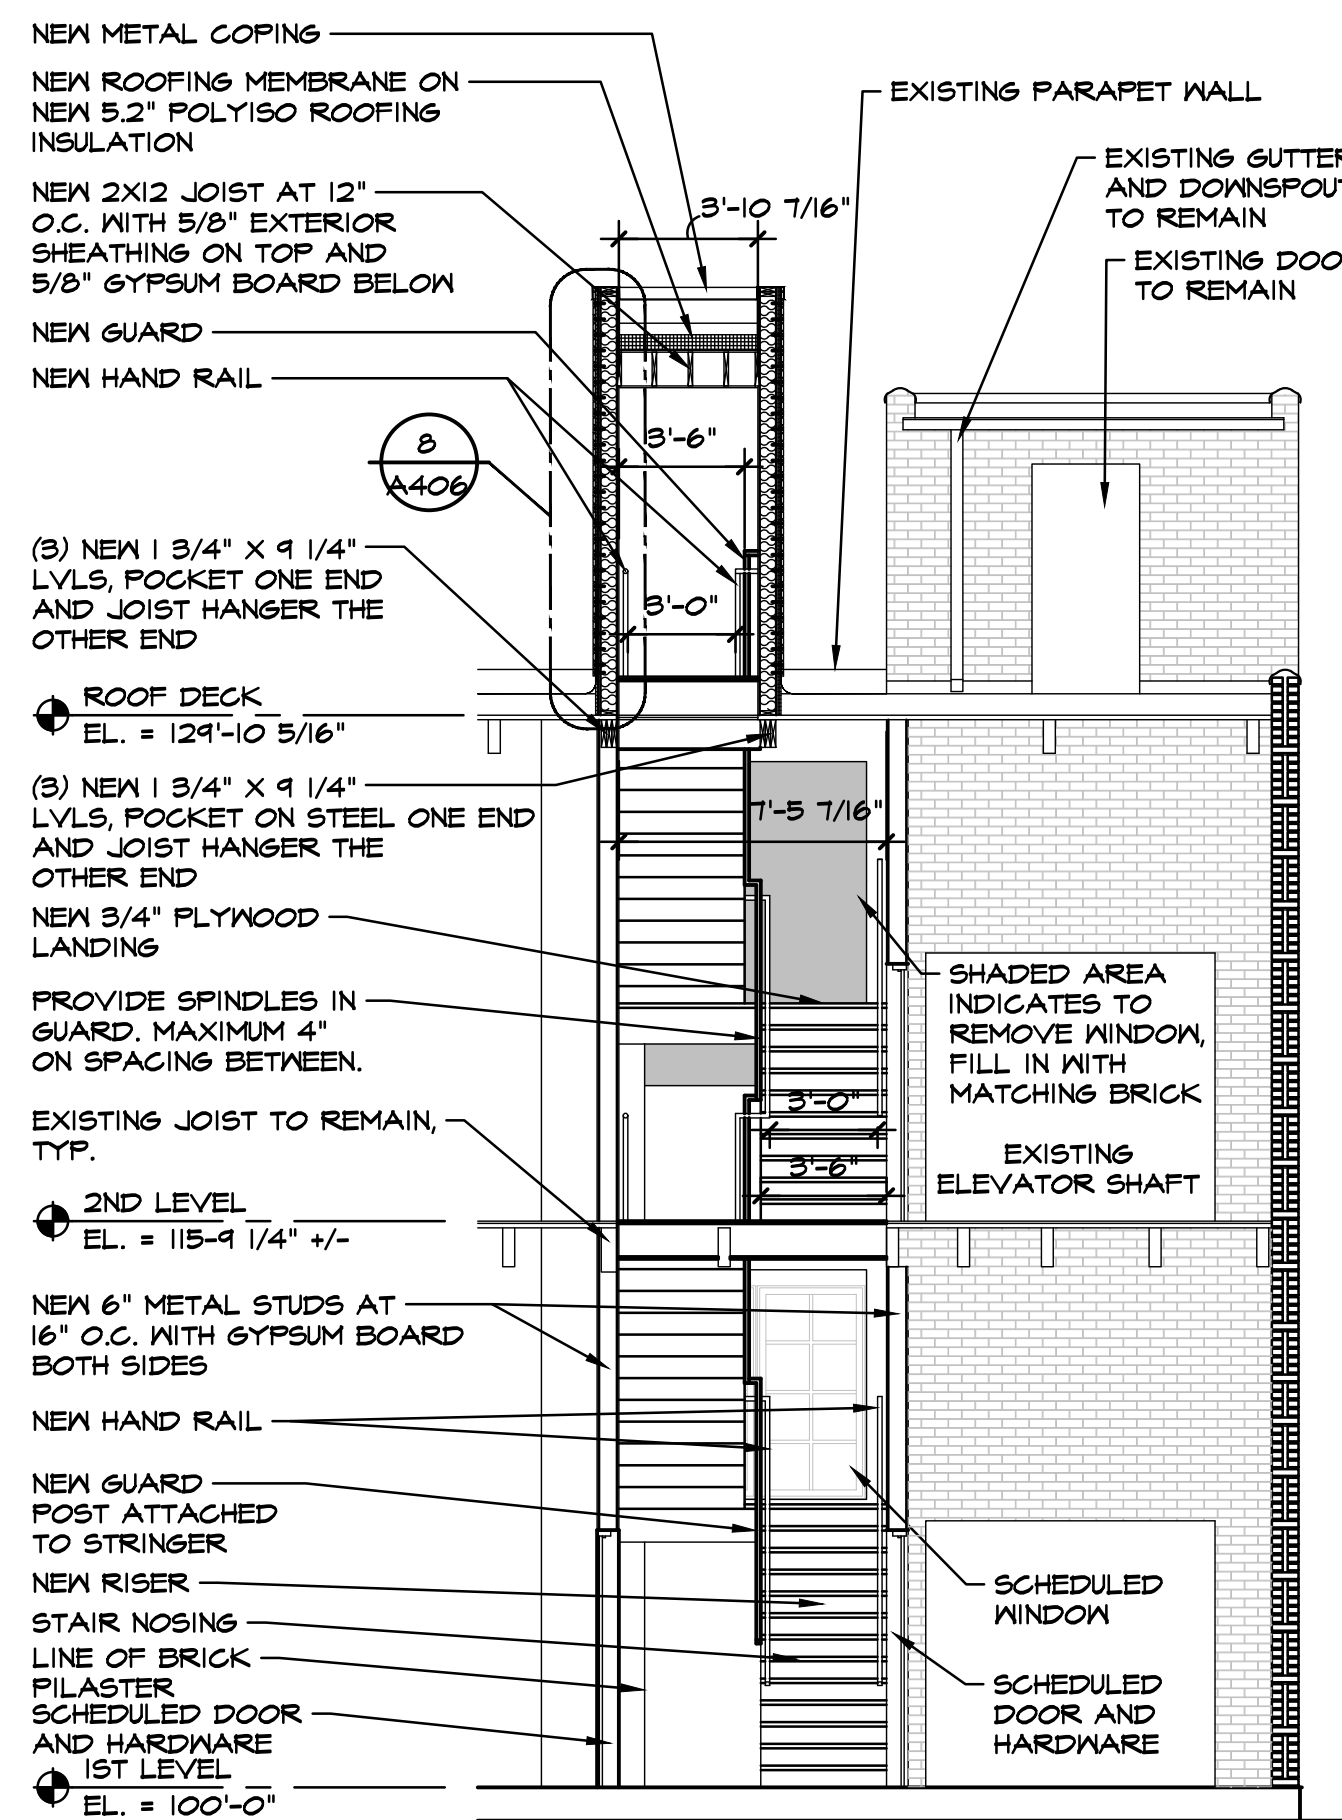 NEW METAL COPING
NEW ROOFING MEMBRANE ON
NEW 5.2" POLYISO ROOFING
INSULATION
NEW 2X12 JOIST AT 12"
O.C. WITH 5/8" EXTERIOR
SHEATHING ON TOP AND
5/8" GYPSUM BOARD BELOW
NEW GUARD
NEW HAND RAIL
8
A406
(3) NEW 1 3/4" X 9 1/4"
LVLS, POCKET ONE END
AND JOIST HANGER THE
OTHER END
ROOF DECK
EL. = 129'-10 5/16"
(3) NEW 1 3/4" X 9 1/4"
LVLS, POCKET ON STEEL ONE END
AND JOIST HANGER THE
OTHER END
NEW 3/4" PLYWOOD
LANDING
PROVIDE SPINDLES IN
GUARD. MAXIMUM 4"
ON SPACING BETWEEN.
EXISTING JOIST TO REMAIN,
TYP.
2ND LEVEL
EL. = 115-9 1/4" +/-
NEW 6" METAL STUDS AT
16" O.C. WITH GYPSUM BOARD
BOTH SIDES
NEW HAND RAIL
NEW GUARD
POST ATTACHED
TO STRINGER
NEW RISER
STAIR NOSING
LINE OF BRICK
PILASTER
SCHEDULED DOOR
AND HARDWARE
1ST LEVEL
EL. = 100'-0"
3'-10 7/16"
3'-6"
3'-0"
7'-5 7/16"
3'-0"
3'-6"
EXISTING PARAPET WALL
EXISTING GUTTER
AND DOWNSPOUT
TO REMAIN
EXISTING DOO
TO REMAIN
SHADED AREA
INDICATES TO
REMOVE WINDOW,
FILL IN WITH
MATCHING BRICK
EXISTING
ELEVATOR SHAFT
SCHEDULED
WINDOW
SCHEDULED
DOOR AND
HARDWARE